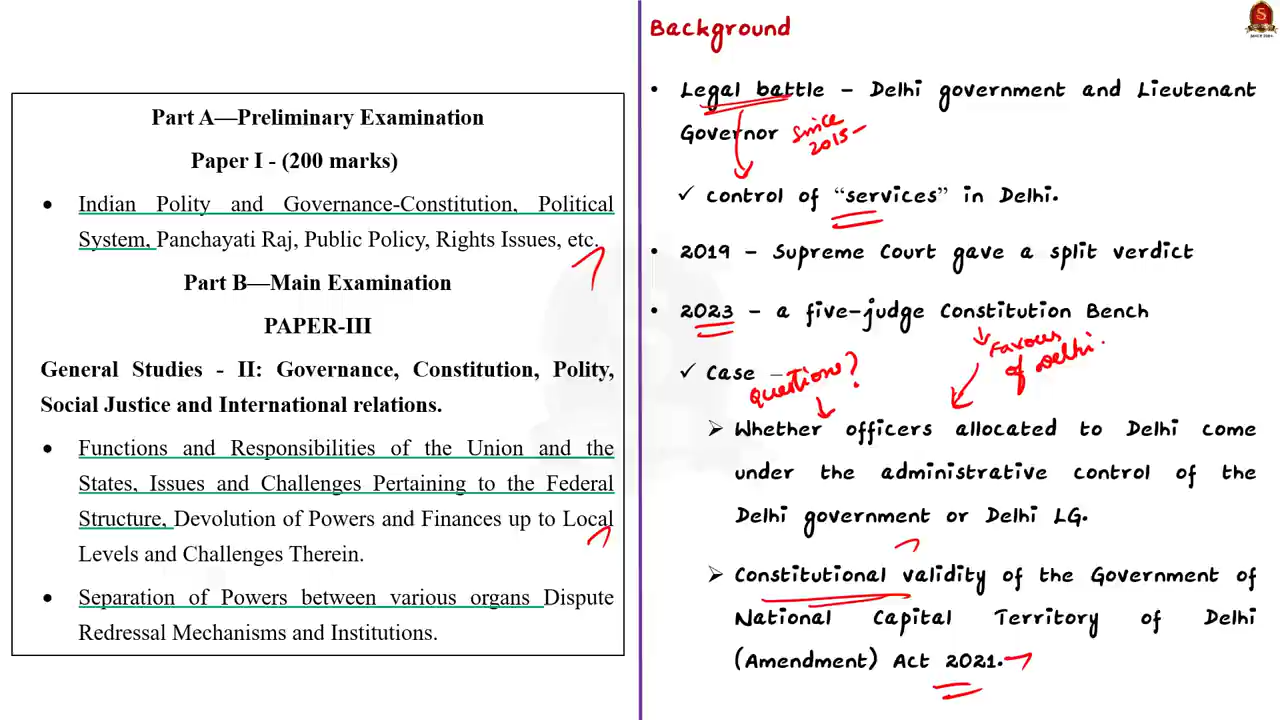 Part A—Preliminary Examination
Paper I - (200 marks)
• Indian Polity and Governance-Constitution, Political
System, Panchayati Raj, Public Policy, Rights Issues, etc.
Part B—Main Examination
PAPER-III
General Studies - II: Governance, Constitution, Polity,
Social Justice and International relations.
• Functions and Responsibilities of the Union and the
States, Issues and Challenges Pertaining to the Federal
Structure, Devolution of Powers and Finances up to Local
Levels and Challenges Therein.
• Separation of Powers between various organs Dispute
Redressal Mechanisms and Institutions.
Background
• Legal battle – Delhi government and Lieutenant
Governor
since
2015-
✓ control of “services” in Delhi.
• 2019 – Supreme Court gave a split verdict
• 2023 – a five-judge Constitution Bench
Favours
of Delhi.
✓ Case –
Questions?
➢ Whether officers allocated to Delhi come
under the administrative control of the
Delhi government or Delhi LG.
➢ Constitutional validity of the Government of
National Capital Territory of Delhi
(Amendment) Act 2021.